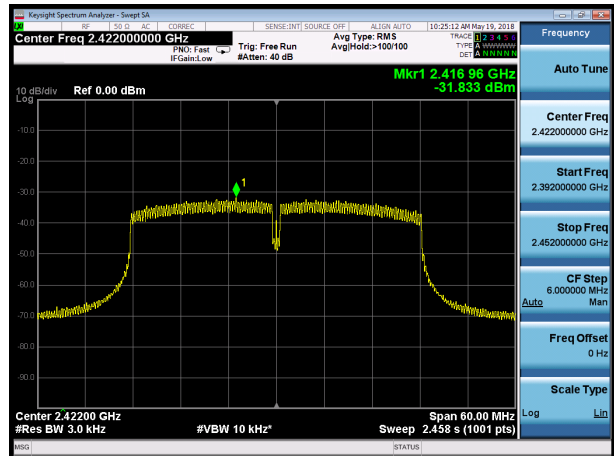 Keysight Spectrum Analyzer - Swept SA
LXI RF 50 Ω AC CORREC SENSE:INT SOURCE OFF ALIGN AUTO 10:25:12 AM May 19, 2018
Center Freq 2.422000000 GHz
PNO: Fast
IFGain:Low
Trig: Free Run
#Atten: 40 dB
Avg Type: RMS
Avg|Hold:>100/100
TRACE 1 2 3 4 5 6
TYPE A WWWWW
DET A N N N N N
Mkr1 2.416 96 GHz
-31.833 dBm
10 dB/div Ref 0.00 dBm
Log
-10.0
-20.0
1
-30.0
-40.0
-50.0
-60.0
-70.0
-80.0
-90.0
Center 2.42200 GHz
Span 60.00 MHz
#Res BW 3.0 kHz
#VBW 10 kHz*
Sweep 2.458 s (1001 pts)
MSG
STATUS
Frequency
Auto Tune
Center Freq
2.422000000 GHz
Start Freq
2.392000000 GHz
Stop Freq
2.452000000 GHz
CF Step
6.000000 MHz
Auto Man
Freq Offset
0 Hz
Scale Type
Log Lin